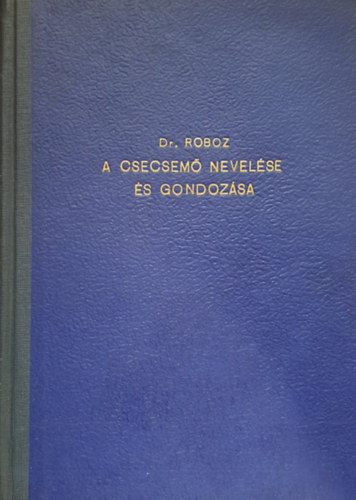 Dr. ROBOZ
A CSECSEMŐ NEVELÉSE
ÉS GONDOZÁSA